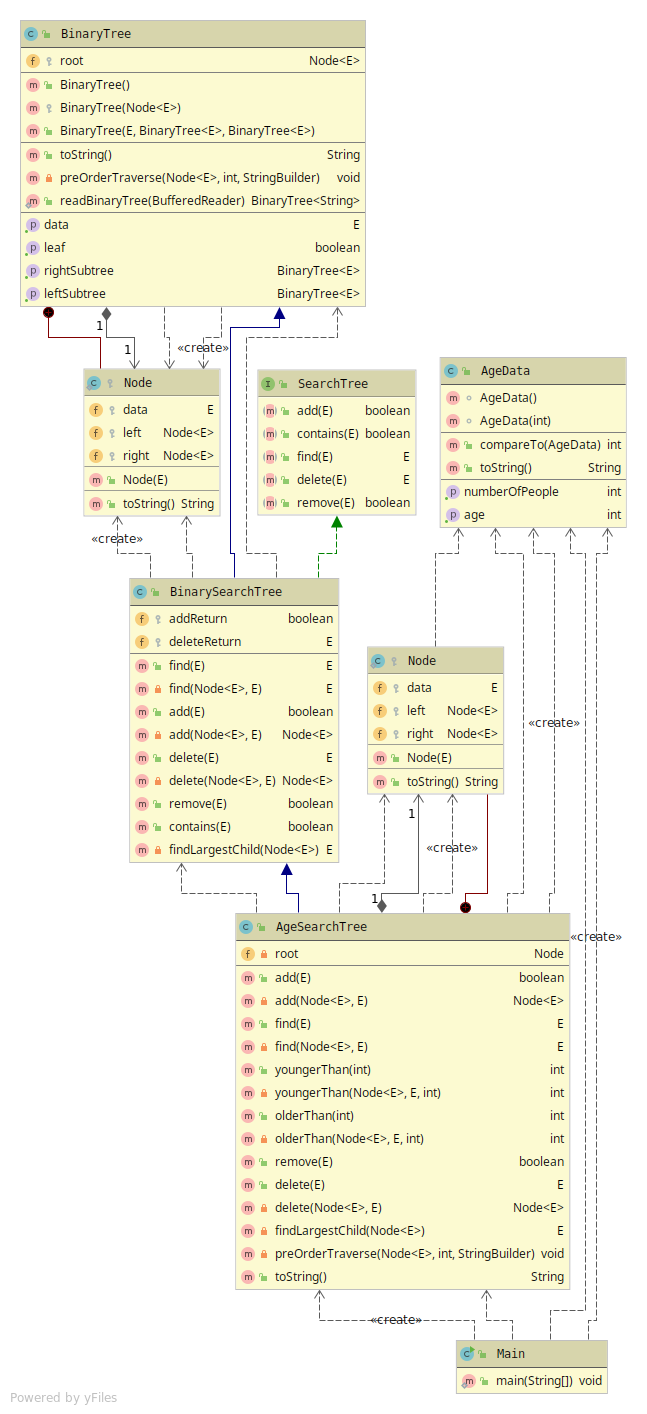 BinaryTree
f root Node<E>
m BinaryTree()
m BinaryTree(Node<E>)
m BinaryTree(E, BinaryTree<E>, BinaryTree<E>)
m toString() String
m preOrderTraverse(Node<E>, int, StringBuilder) void
m readBinaryTree(BufferedReader) BinaryTree<String>
p data E
p leaf boolean
p rightSubtree BinaryTree<E>
p leftSubtree BinaryTree<E>
1
1
«create»
C Node
f data E
f left Node<E>
f right Node<E>
m Node(E)
m toString() String
I SearchTree
m add(E) boolean
m contains(E) boolean
m find(E) E
m delete(E) E
m remove(E) boolean
C AgeData
m AgeData()
m AgeData(int)
m compareTo(AgeData) int
m toString() String
p numberOfPeople int
p age int
«create»
C BinarySearchTree
f addReturn boolean
f deleteReturn E
m find(E) E
m find(Node<E>, E) E
m add(E) boolean
m add(Node<E>, E) Node<E>
m delete(E) E
m delete(Node<E>, E) Node<E>
m remove(E) boolean
m contains(E) boolean
m findLargestChild(Node<E>) E
C Node
f data E
f left Node<E>
f right Node<E>
m Node(E)
m toString() String
«create»
1
«create»
1
C AgeSearchTree
«create»
f root Node
m add(E) boolean
m add(Node<E>, E) Node<E>
m find(E) E
m find(Node<E>, E) E
m youngerThan(int) int
m youngerThan(Node<E>, E, int) int
m olderThan(int) int
m olderThan(Node<E>, E, int) int
m remove(E) boolean
m delete(E) E
m delete(Node<E>, E) Node<E>
m findLargestChild(Node<E>) E
m preOrderTraverse(Node<E>, int, StringBuilder) void
m toString() String
«create»
C Main
m main(String[]) void
Powered by yFiles